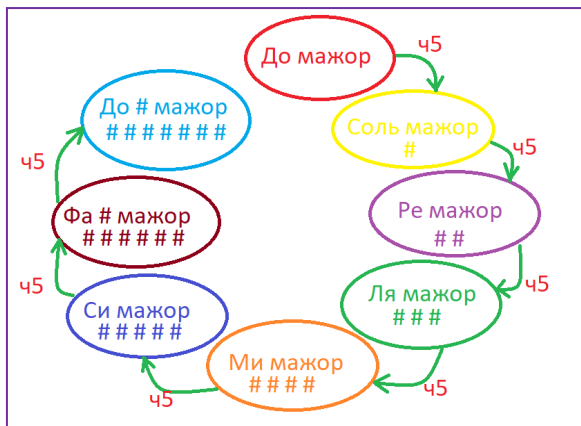 До мажор
ч5
Соль мажор
#
ч5
Ре мажор
# #
ч5
Ля мажор
# # #
ч5
Ми мажор
# # # #
ч5
Си мажор
# # # # #
ч5
Фа # мажор
# # # # # #
ч5
До # мажор
# # # # # # #